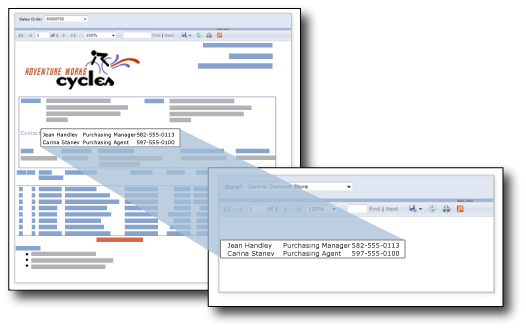 Sales Order
1
of 1
100%
Find | Next
ADVENTURE WORKS
cycles
Contact
Jean Handley Purchasing Manager 582-555-0113
Carina Stanev Purchasing Agent 597-555-0100
Store? Central Discount Store
1
of 1
100%
Find | Next
Jean Handley Purchasing Manager 582-555-0113
Carina Stanev Purchasing Agent 597-555-0100